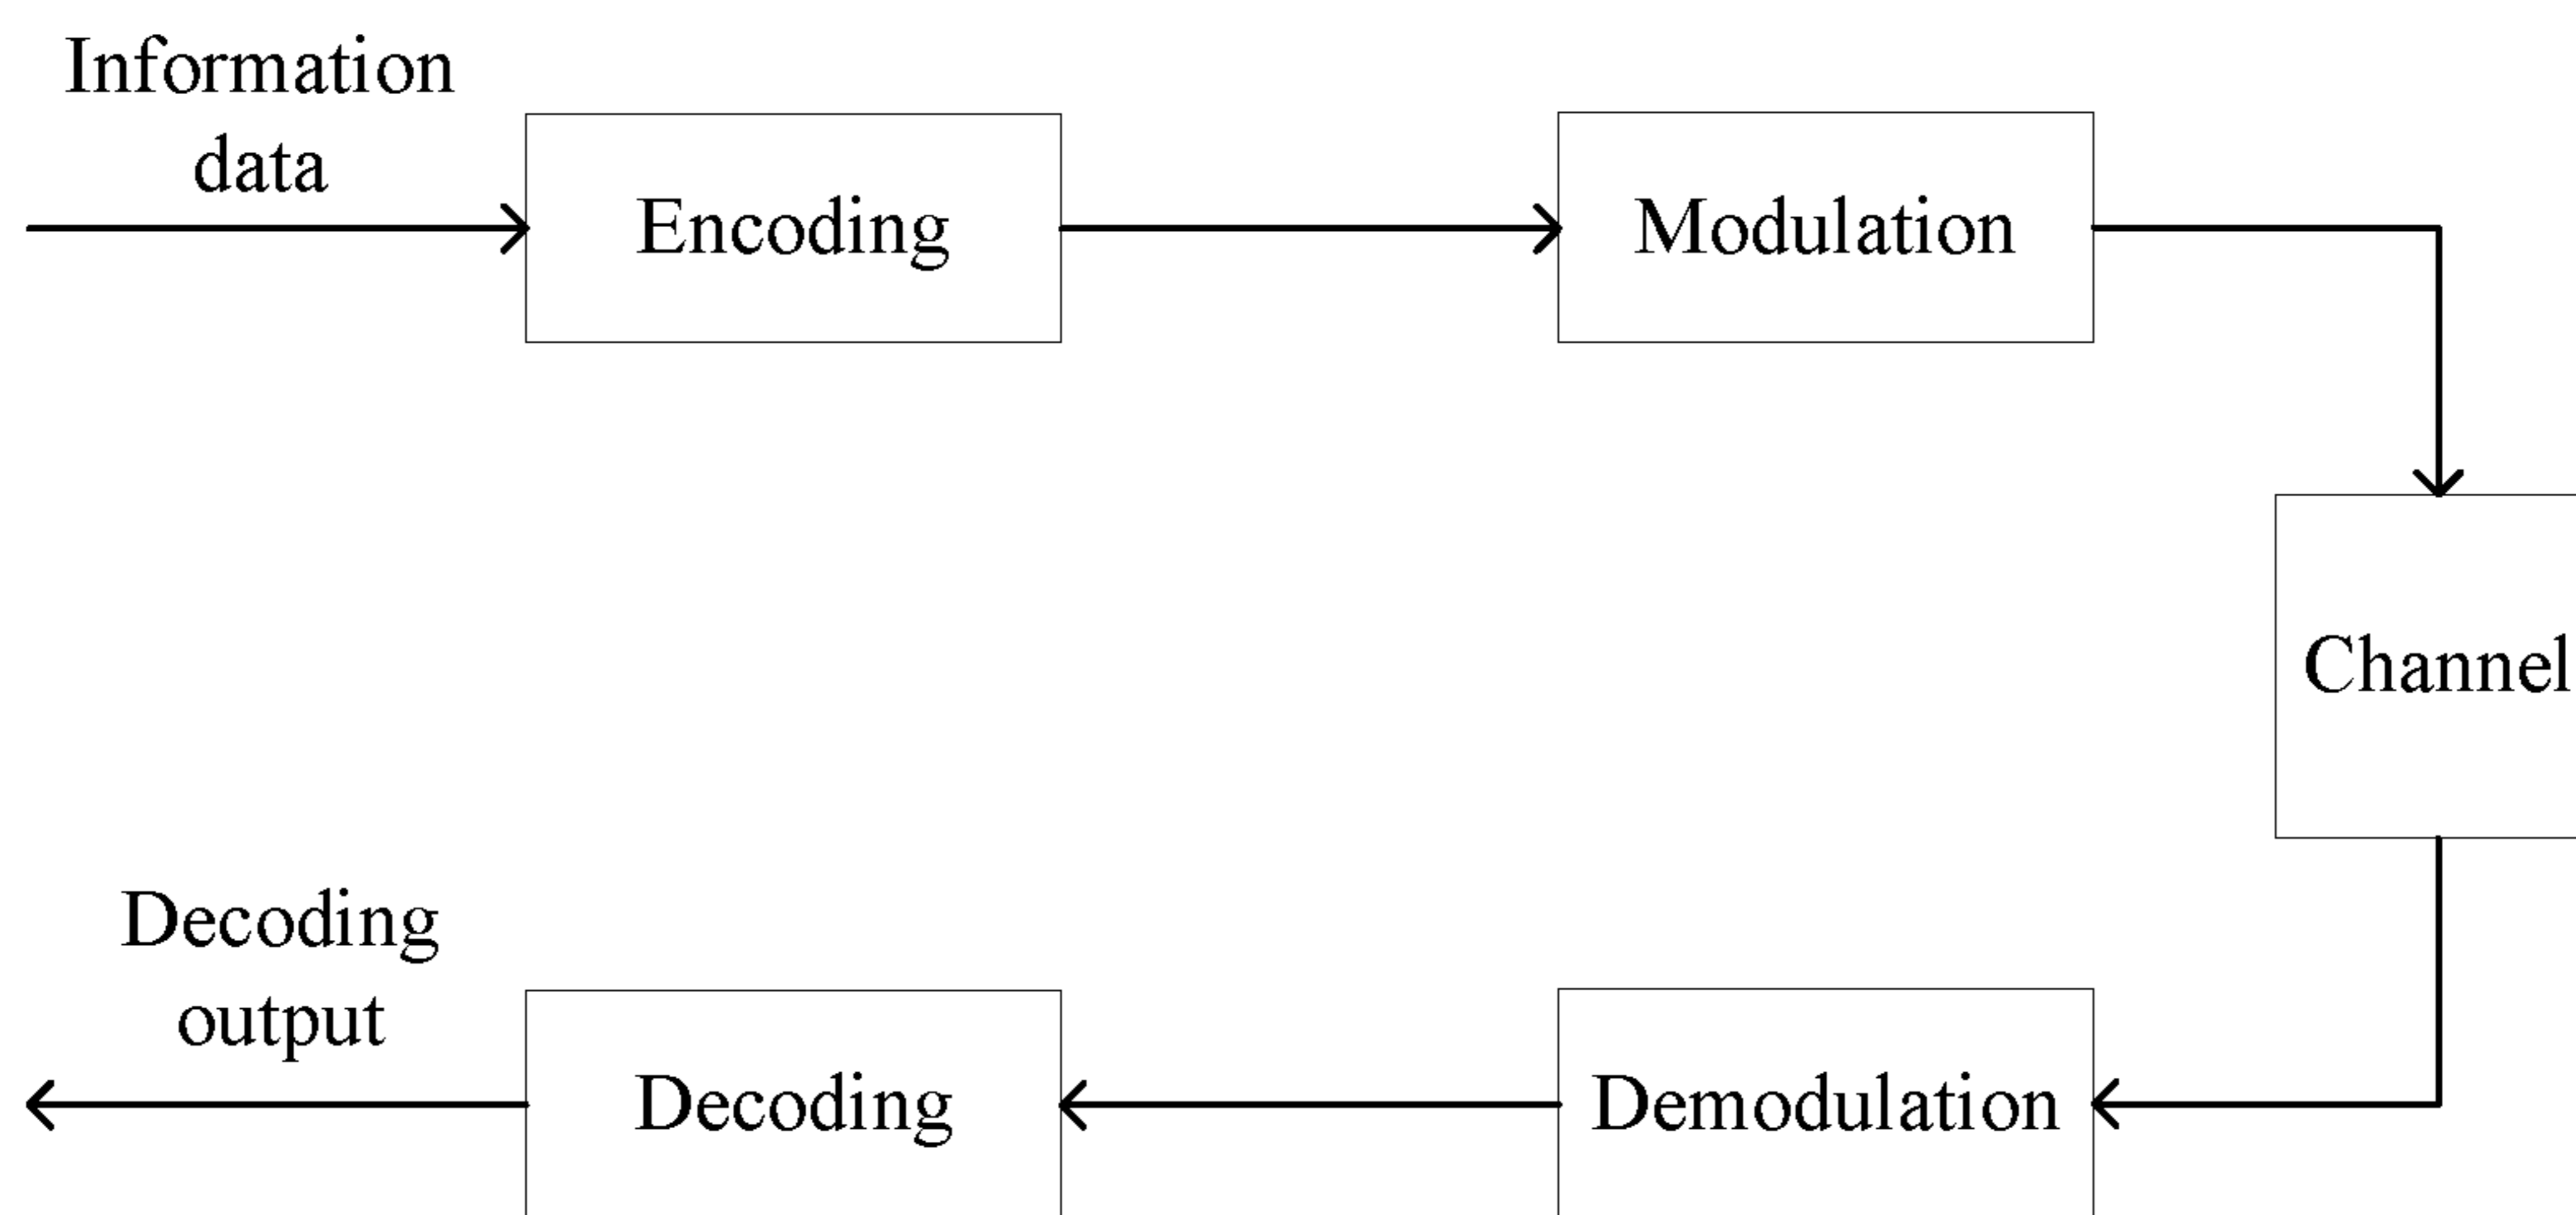 Information
data
Encoding
Modulation
Channel
Decoding
output
Decoding
Demodulation